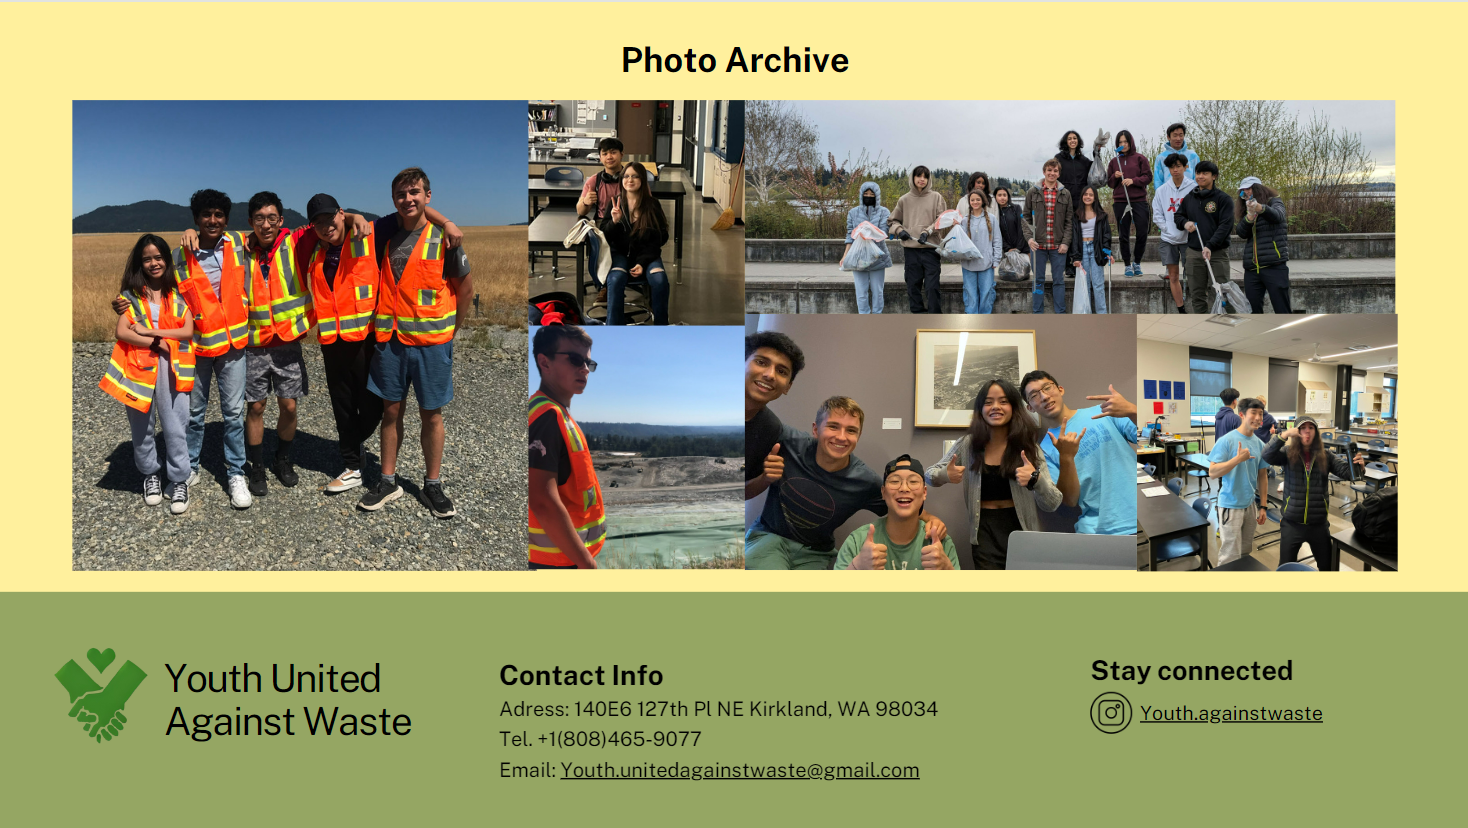 Photo Archive
Youth United
Against Waste
Contact Info
Adress: 140E6 127th Pl NE Kirkland, WA 98034
Tel. +1(808)465-9077
Email: Youth.unitedagainstwaste@gmail.com
Stay connected
Youth.againstwaste